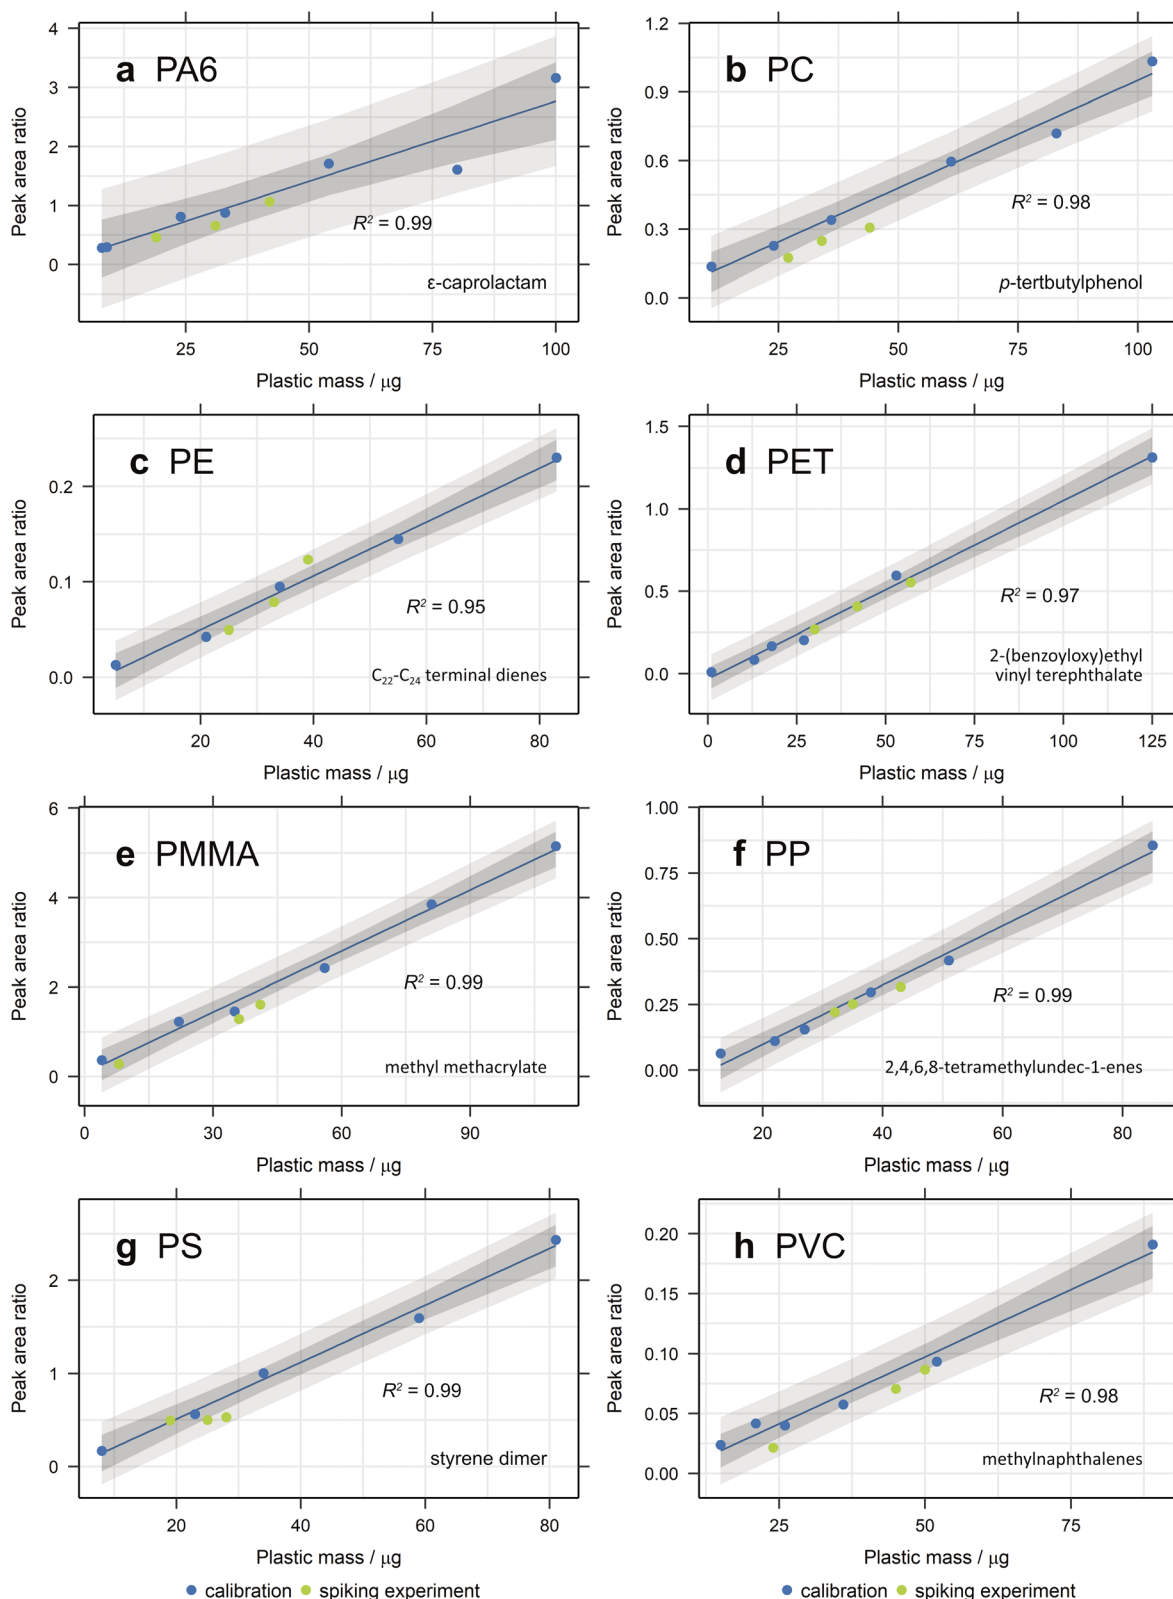 a PA6
Peak area ratio
4
3
2
1
0
R² = 0.99
ε-caprolactam
25 50 75 100
Plastic mass / μg
b PC
Peak area ratio
1.2
0.9
0.6
0.3
0.0
R² = 0.98
p-tertbutylphenol
25 50 75 100
Plastic mass / μg
c PE
Peak area ratio
0.2
0.1
0.0
R² = 0.95
C₂₂-C₂₄ terminal dienes
20 40 60 80
Plastic mass / μg
d PET
Peak area ratio
1.5
1.0
0.5
0.0
R² = 0.97
2-(benzoyloxy)ethyl
vinyl terephthalate
0 25 50 75 100 125
Plastic mass / μg
e PMMA
Peak area ratio
6
4
2
0
R² = 0.99
methyl methacrylate
0 30 60 90
Plastic mass / μg
f PP
Peak area ratio
1.00
0.75
0.50
0.25
0.00
R² = 0.99
2,4,6,8-tetramethylundec-1-enes
20 40 60 80
Plastic mass / μg
g PS
Peak area ratio
2
1
0
R² = 0.99
styrene dimer
20 40 60 80
Plastic mass / μg
h PVC
Peak area ratio
0.20
0.15
0.10
0.05
0.00
R² = 0.98
methylnaphthalenes
25 50 75
Plastic mass / μg
calibration spiking experiment
calibration spiking experiment